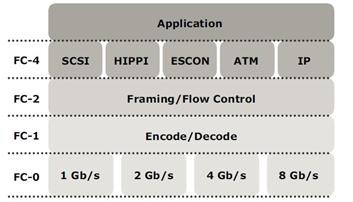 Application
FC-4 SCSI HIPPI ESCON ATM IP
FC-2 Framing/Flow Control
FC-1 Encode/Decode
FC-0 1 Gb/s 2 Gb/s 4 Gb/s 8 Gb/s